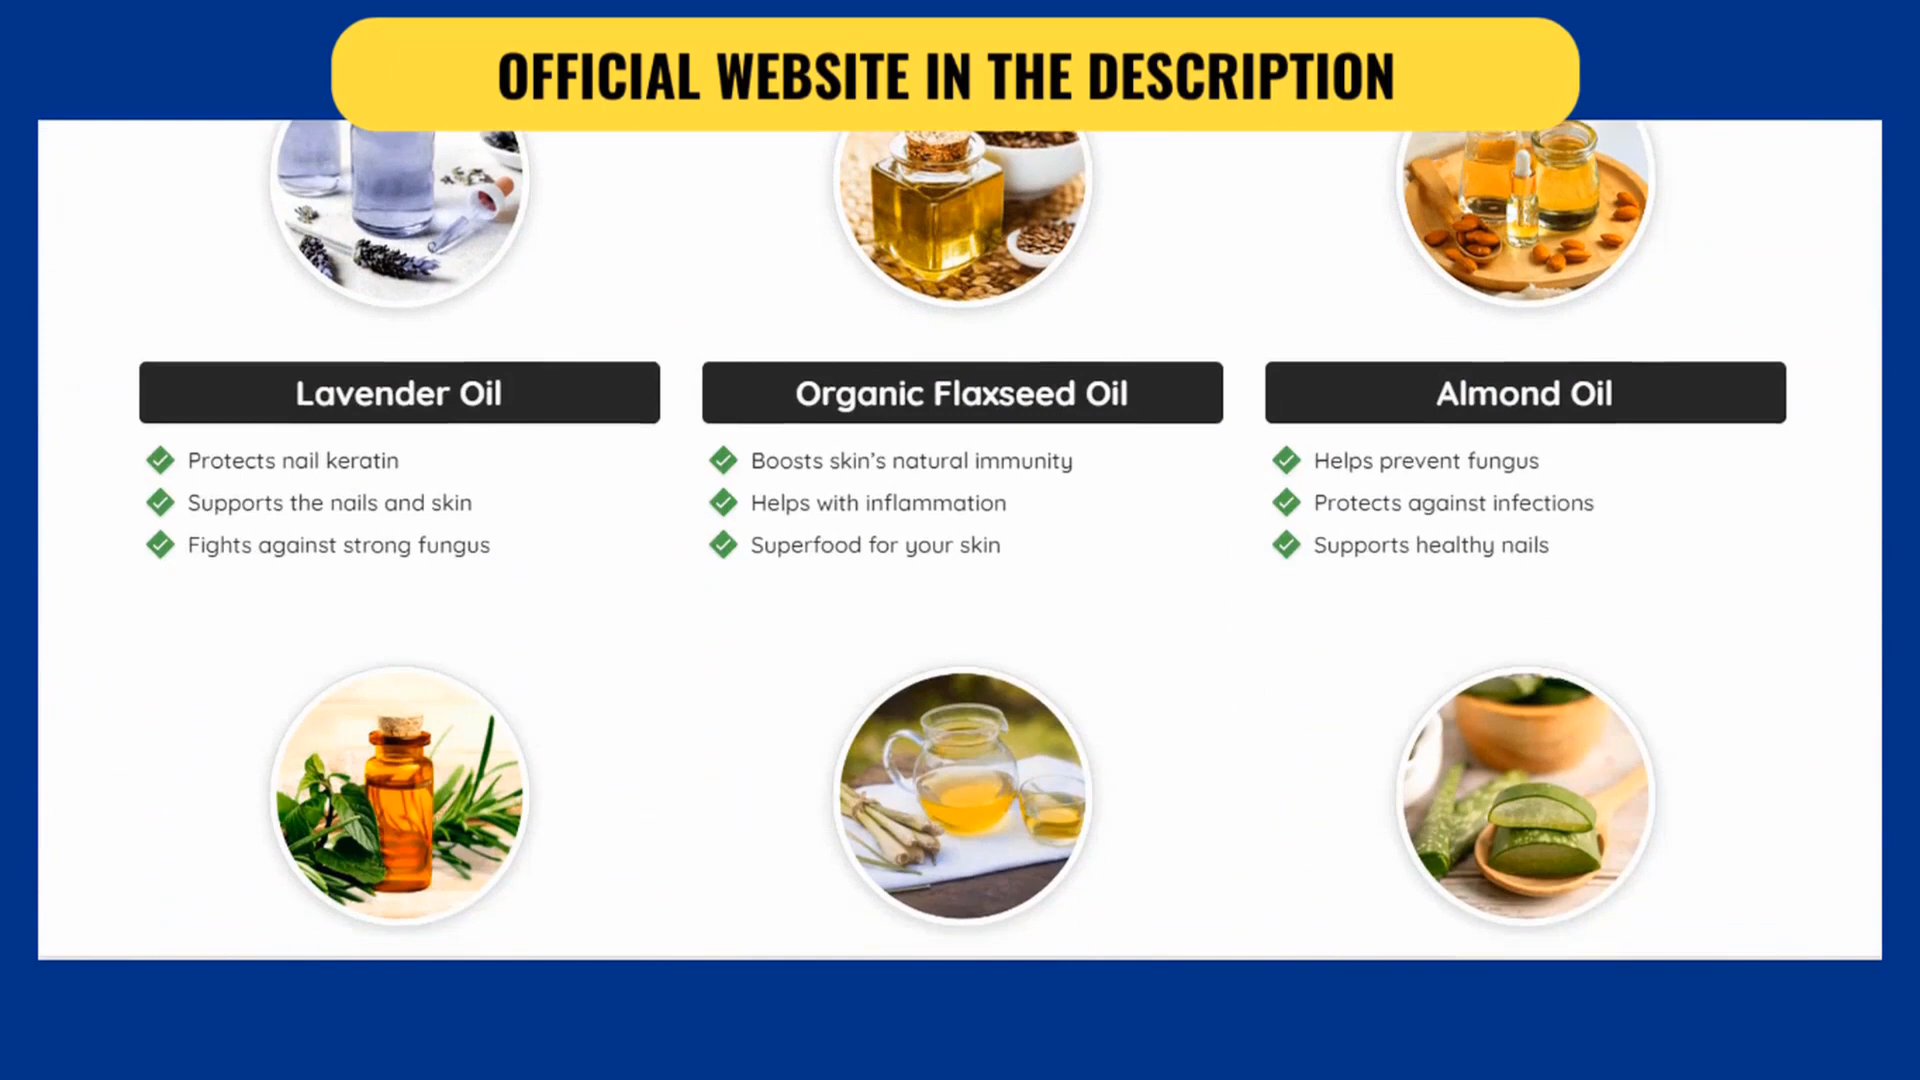 OFFICIAL WEBSITE IN THE DESCRIPTION
Lavender Oil
Protects nail keratin
Supports the nails and skin
Fights against strong fungus
Organic Flaxseed Oil
Boosts skin's natural immunity
Helps with inflammation
Superfood for your skin
Almond Oil
Helps prevent fungus
Protects against infections
Supports healthy nails